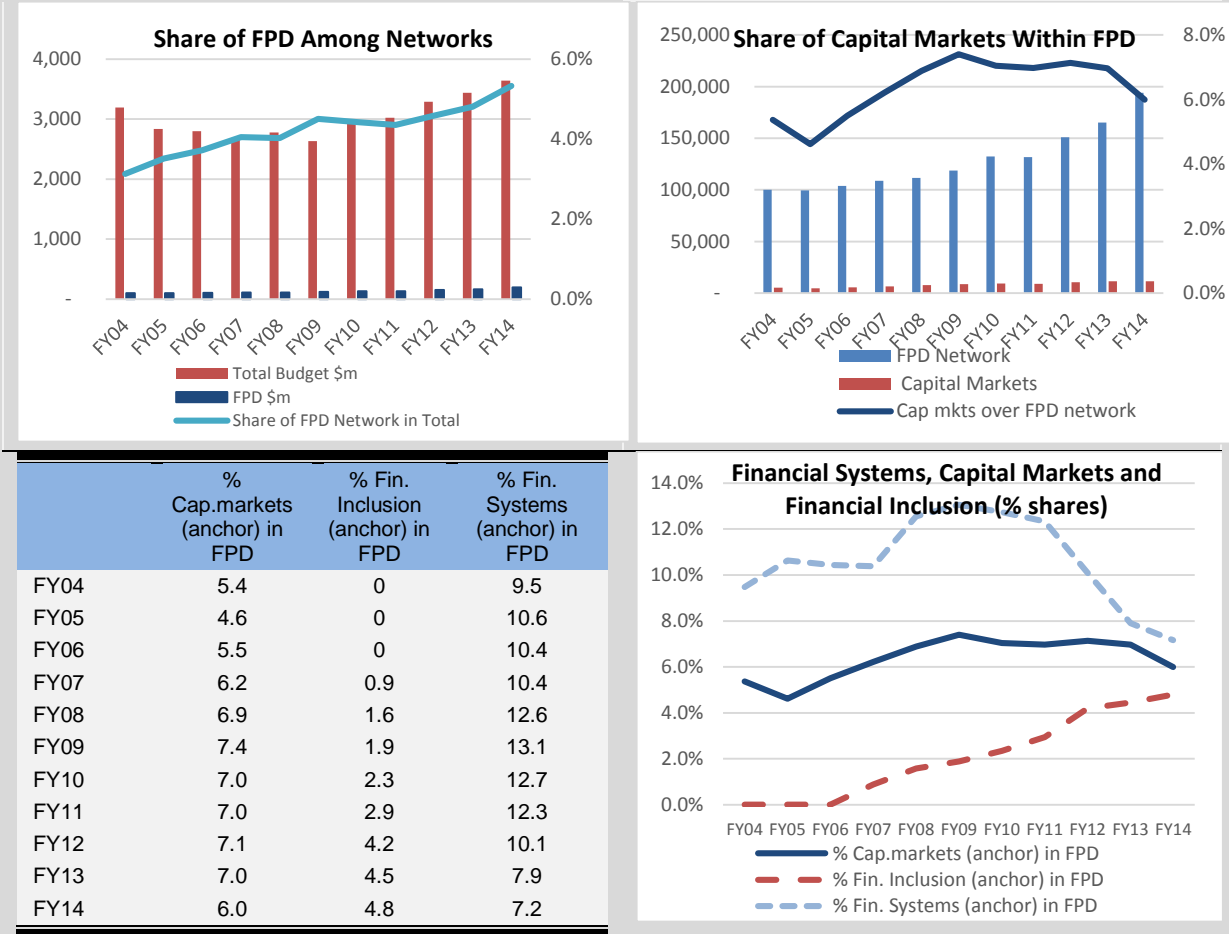 Share of FPD Among Networks
4,000
3,000
2,000
1,000
-
6.0%
4.0%
2.0%
0.0%
FY04 FY05 FY06 FY07 FY08 FY09 FY10 FY11 FY12 FY13 FY14
Total Budget $m
FPD $m
Share of FPD Network in Total
Share of Capital Markets Within FPD
250,000
200,000
150,000
100,000
50,000
-
8.0%
6.0%
4.0%
2.0%
0.0%
FY04 FY05 FY06 FY07 FY08 FY09 FY10 FY11 FY12 FY13 FY14
FPD Network
Capital Markets
Cap mkts over FPD network
% Cap.markets (anchor) in FPD
% Fin. Inclusion (anchor) in FPD
% Fin. Systems (anchor) in FPD
FY04 5.4 0 9.5
FY05 4.6 0 10.6
FY06 5.5 0 10.4
FY07 6.2 0.9 10.4
FY08 6.9 1.6 12.6
FY09 7.4 1.9 13.1
FY10 7.0 2.3 12.7
FY11 7.0 2.9 12.3
FY12 7.1 4.2 10.1
FY13 7.0 4.5 7.9
FY14 6.0 4.8 7.2
Financial Systems, Capital Markets and
Financial Inclusion (% shares)
14.0%
12.0%
10.0%
8.0%
6.0%
4.0%
2.0%
0.0%
FY04 FY05 FY06 FY07 FY08 FY09 FY10 FY11 FY12 FY13 FY14
% Cap.markets (anchor) in FPD
% Fin. Inclusion (anchor) in FPD
% Fin. Systems (anchor) in FPD